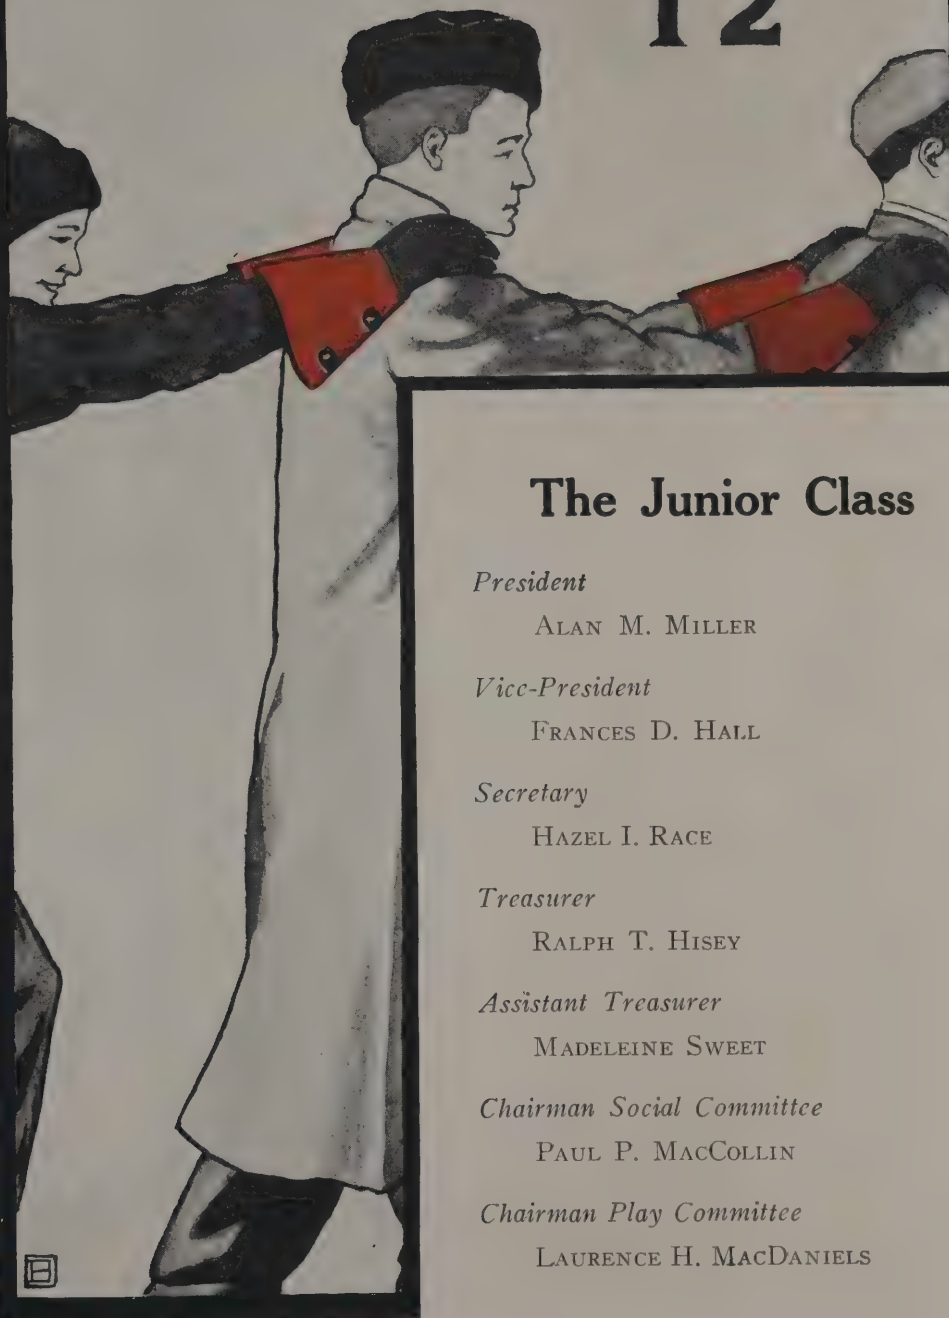 12
The Junior Class
President
ALAN M. MILLER
Vice-President
FRANCES D. HALL
Secretary
HAZEL I. RACE
Treasurer
RALPH T. HISEY
Assistant Treasurer
MADELEINE SWEET
Chairman Social Committee
PAUL P. MACCOLLIN
Chairman Play Committee
LAURENCE H. MACDANIELS